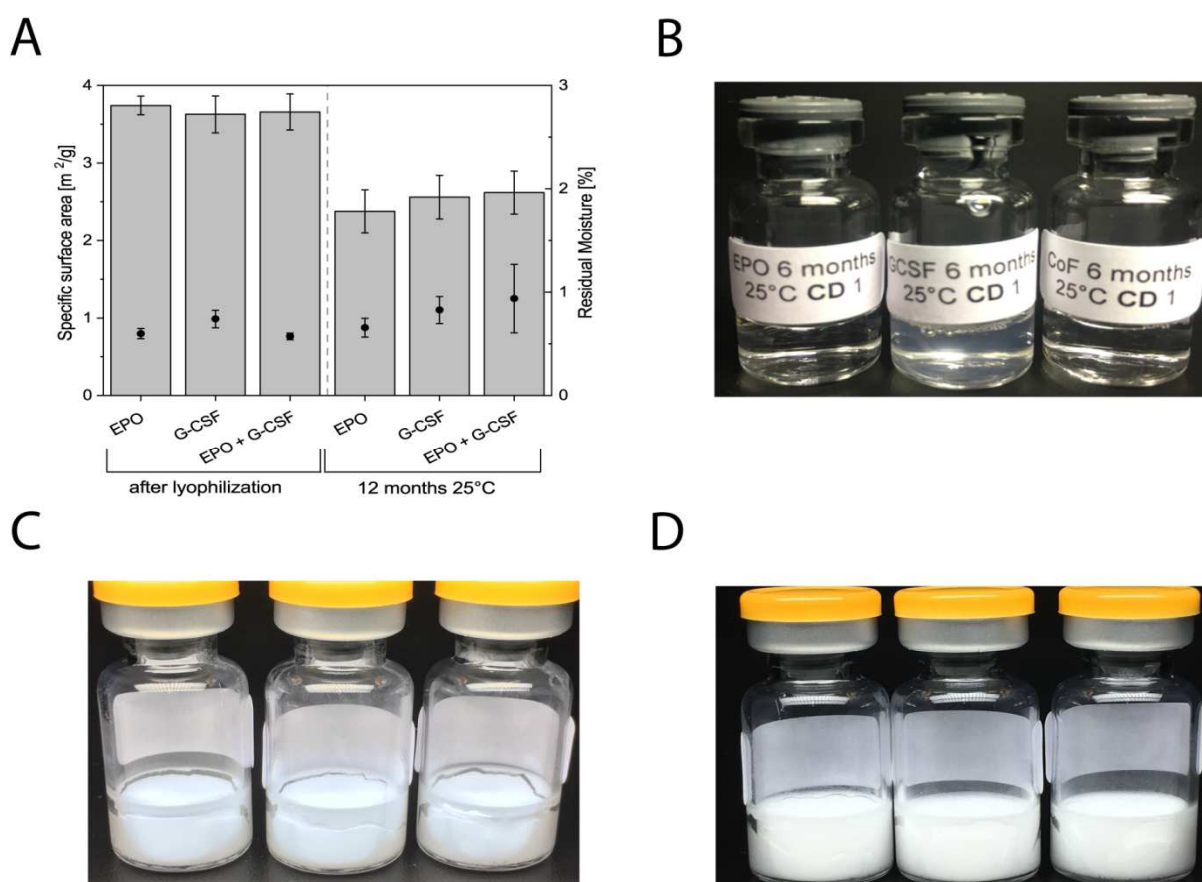 A
Specific surface area [m²/g]
4
3
2
1
0
Residual Moisture [%]
3
2
1
0
EPO
G-CSF
EPO + G-CSF
EPO
G-CSF
EPO + G-CSF
after lyophilization
12 months 25°C
B
EPO 6 months
25°C CD 1
GCSF 6 months
25°C CD 1
CoF 6 months
25°C CD 1
C
D